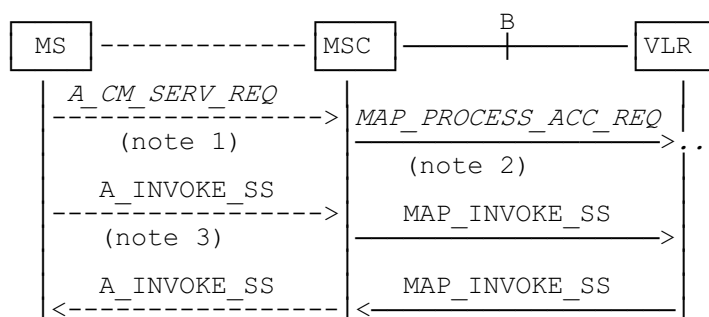 B
MS MSC VLR
A_CM_SERV_REQ
MAP_PROCESS_ACC_REQ
(note 1)
..
(note 2)
A_INVOKE_SS
MAP_INVOKE_SS
(note 3)
A_INVOKE_SS MAP_INVOKE_SS